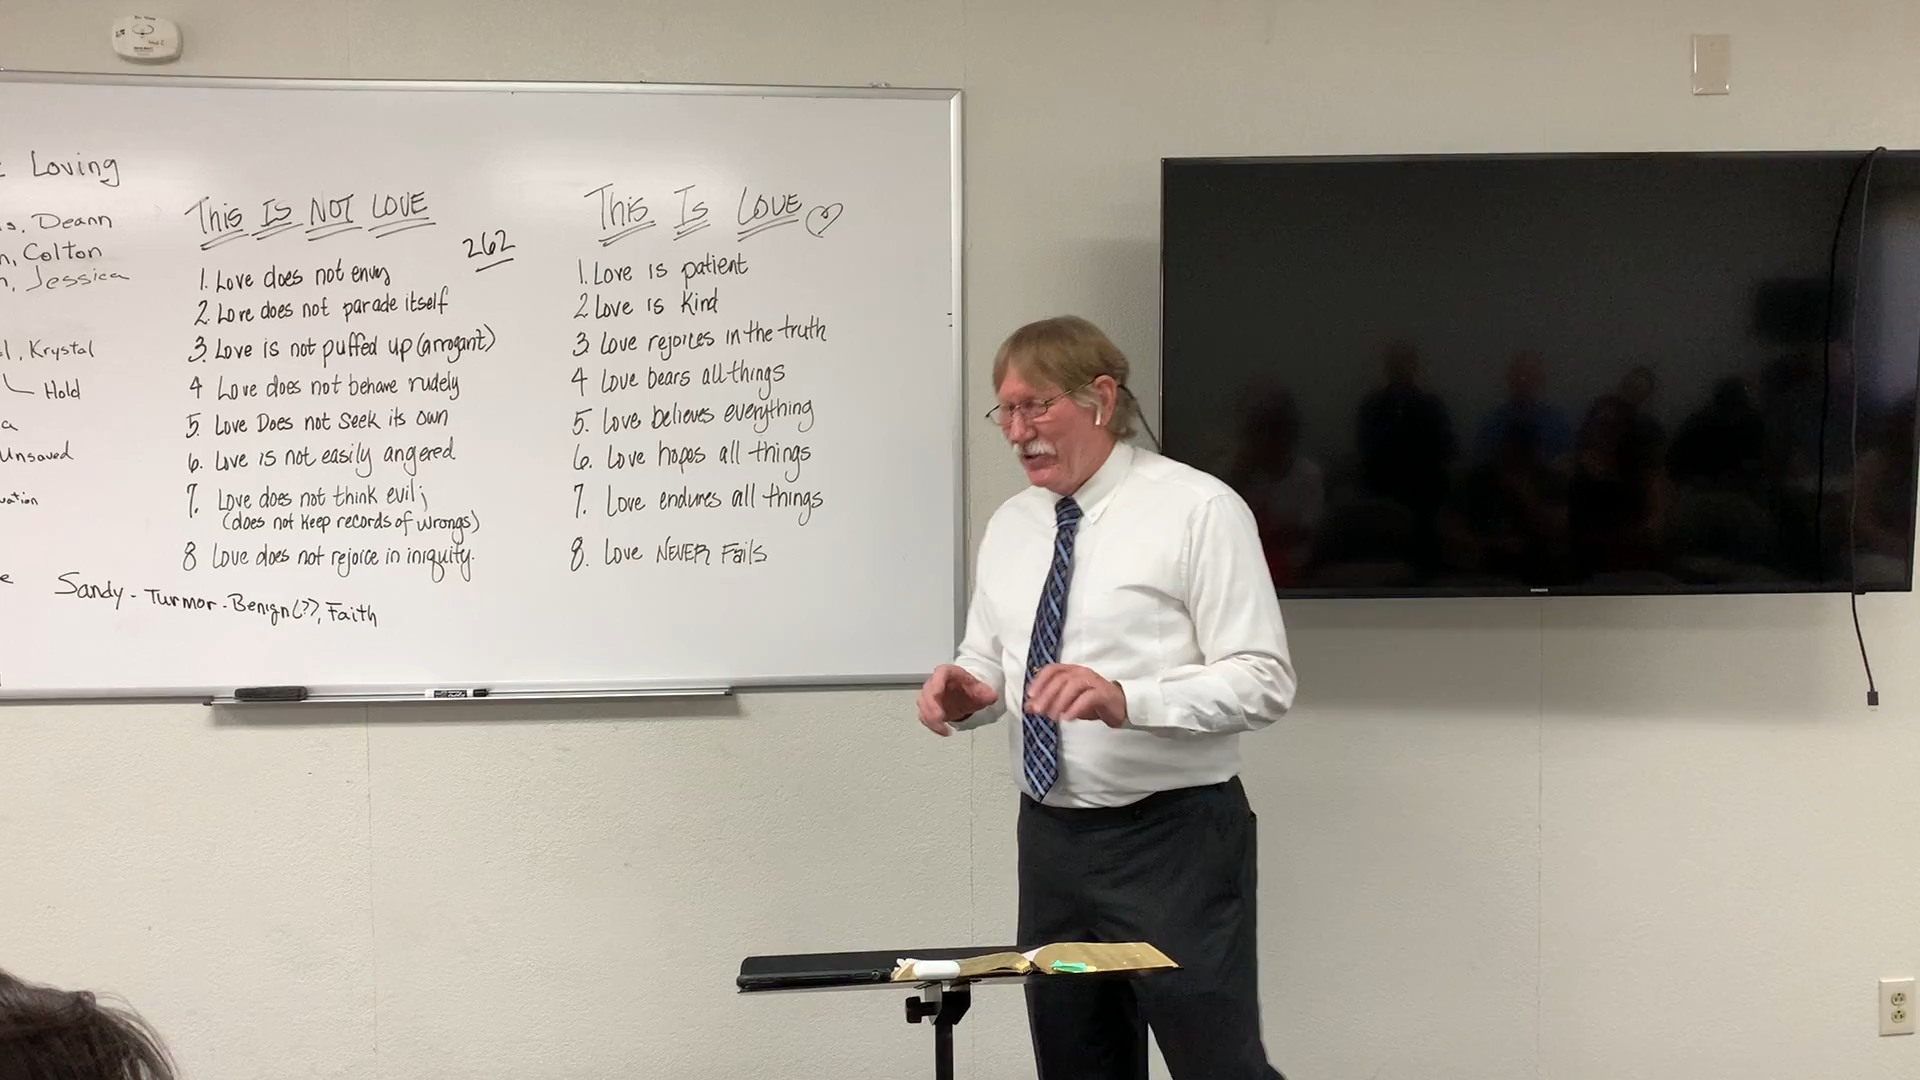 Loving
Deann
Colton
Jessica
Krystal
Hold
Unsaved
THIS IS NOT LOVE
262
1. Love does not envy
2. Love does not parade itself
3. Love is not puffed up (arrogant)
4 Love does not behave rudely
5. Love Does not seek its own
6. Love is not easily angered
7. Love does not think evil;
(does not keep records of wrongs)
8 Love does not rejoice in iniquity.
Sandy - Turmor - Benign(??), Faith
THIS IS LOVE
1. Love is patient
2 Love is Kind
3 Love rejoices in the truth
4 Love bears all things
5. Love believes everything
6. Love hopes all things
7. Love endures all things
8. Love NEVER Fails